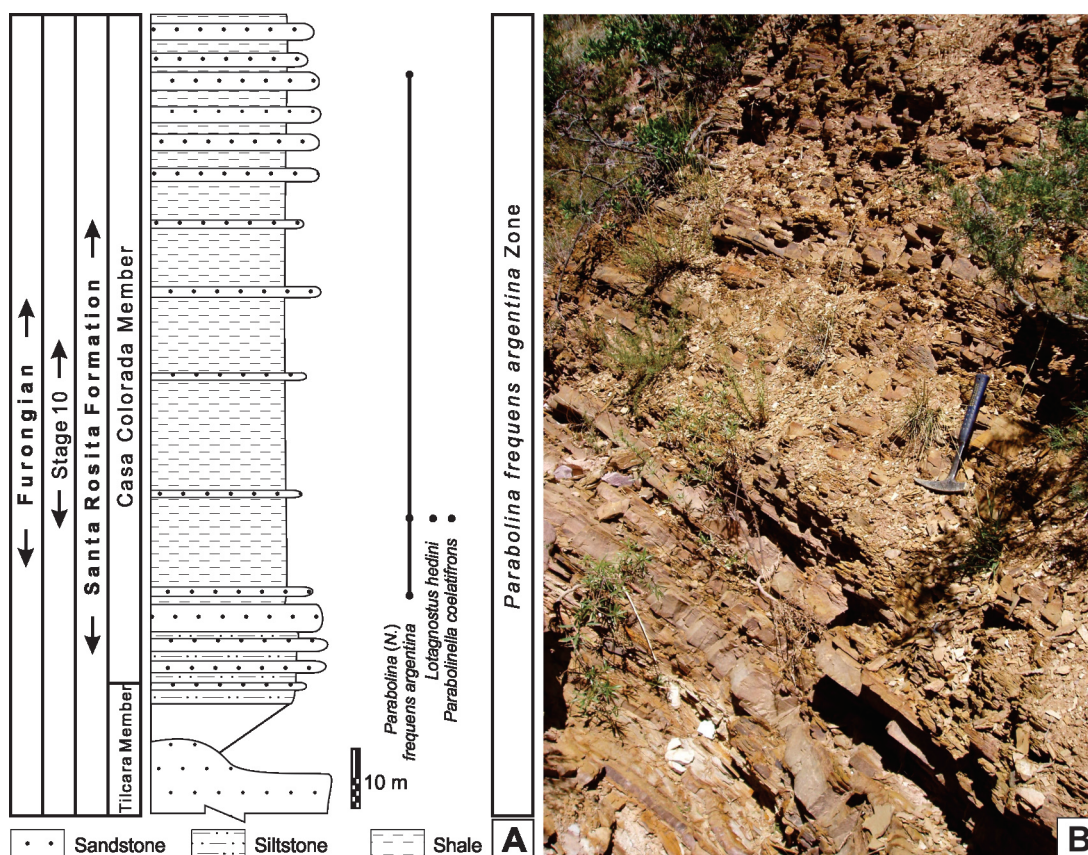 Furongian
Stage 10
Santa Rosita Formation
Casa Colorada Member
Tilcara Member
Parabolina (N.)
frequens argentina
Lotagnostus hedini
Parabolinella coelatifrons
10 m
Parabolina frequens argentina Zone
Sandstone
Siltstone
Shale
A
B